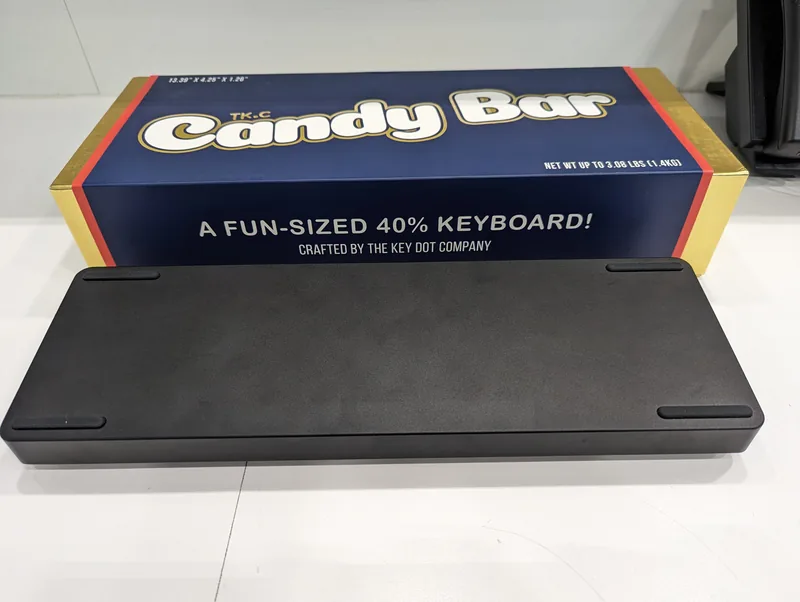 13.39" X 4.25" X 1.26"
TK.C
Candy Bar
NET WT UP TO 3.08 LBS (1.4KG)
A FUN-SIZED 40% KEYBOARD!
CRAFTED BY THE KEY DOT COMPANY